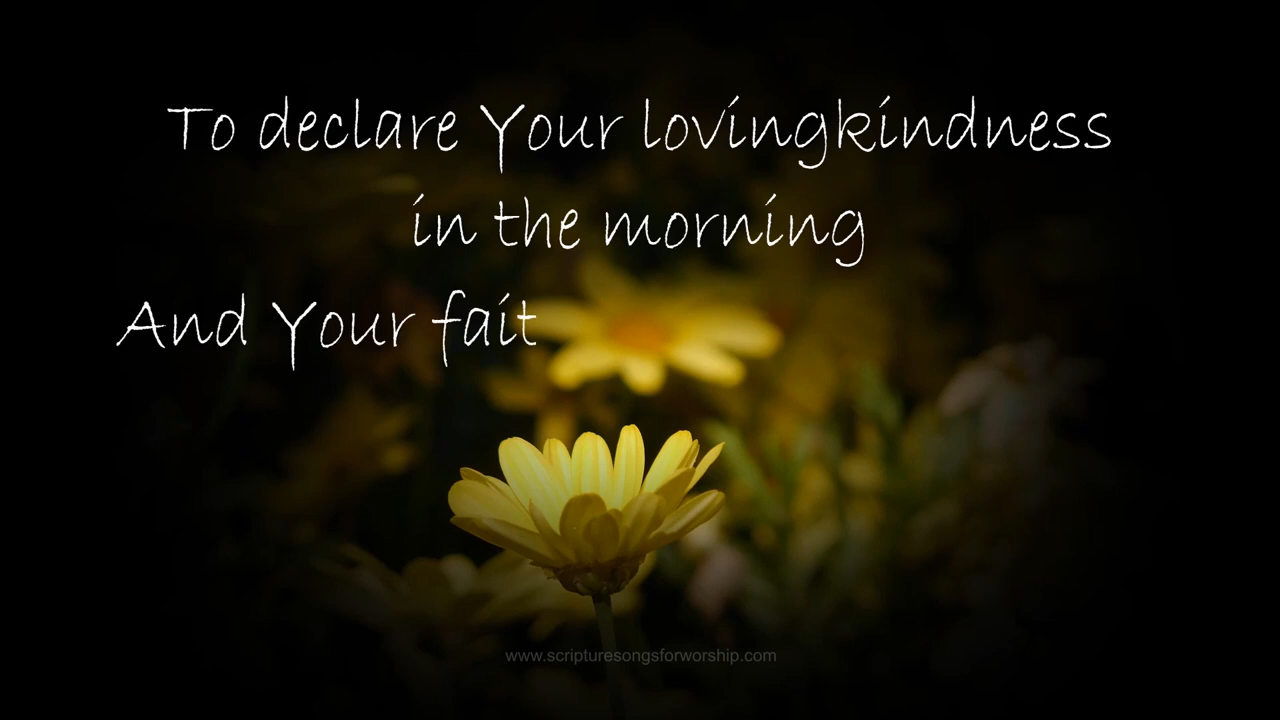 To declare Your lovingkindness
in the morning
And Your fait
www.scripturesongsforworship.com